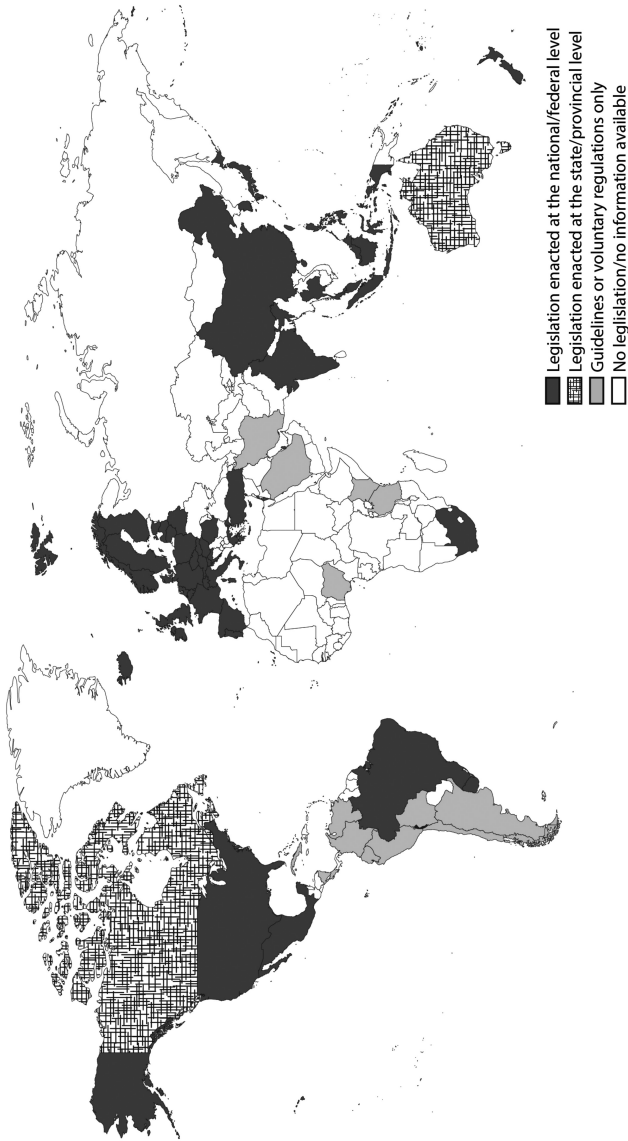 Legislation enacted at the national/federal level
Legislation enacted at the state/provincial level
Guidelines or voluntary regulations only
No leglislation/no information available